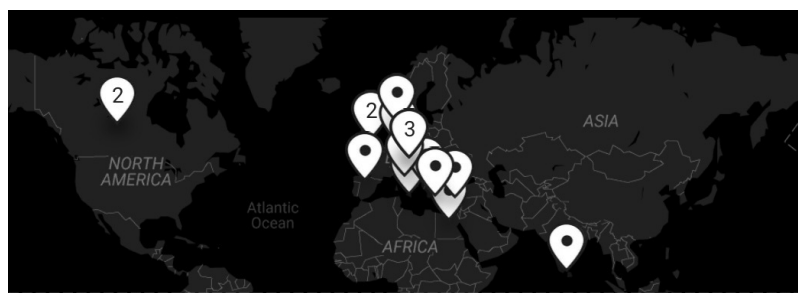 2
2
3
ASIA
NORTH
AMERICA
Atlantic
Ocean
AFRICA